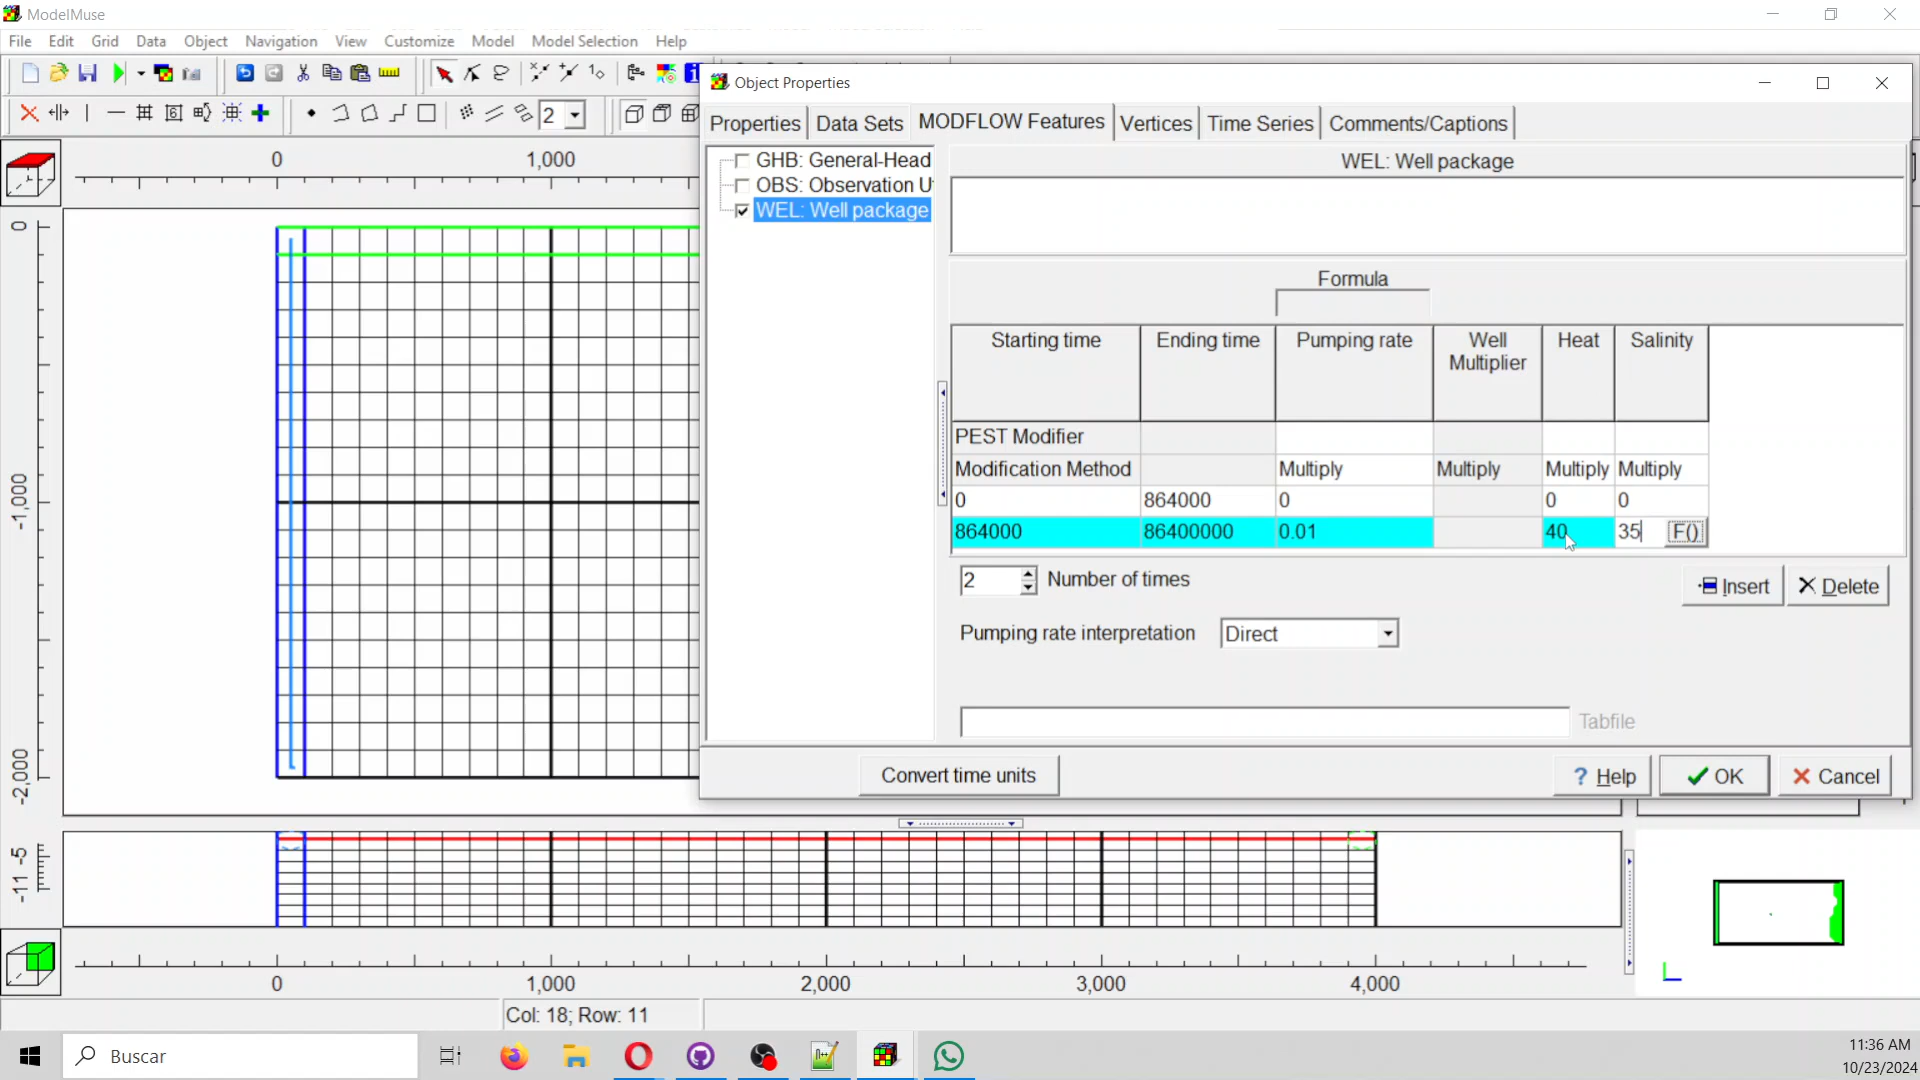 ModelMuse
File Edit Grid Data Object Navigation View Customize Model Model Selection Help
Object Properties
2
Properties Data Sets MODFLOW Features Vertices Time Series Comments/Captions
GHB: General-Head
OBS: Observation U
WEL: Well package
WEL: Well package
0 1,000
0
-1,000
-2,000
Formula
Starting time Ending time Pumping rate Well Multiplier Heat Salinity
PEST Modifier
Modification Method Multiply Multiply Multiply Multiply
0 864000 0 0 0
864000 86400000 0.01 40 35 F()
2 Number of times Insert Delete
Pumping rate interpretation Direct
Tabfile
Convert time units ? Help OK Cancel
-11 -5
0 1,000 2,000 3,000 4,000
Col: 18; Row: 11
Buscar
11:36 AM
10/23/2024